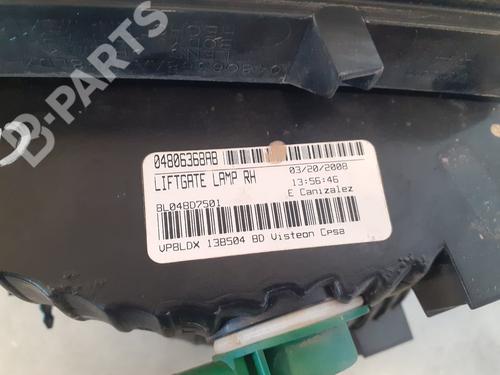 B-PARTS
04806368AB
LIFTGATE LAMP RH
BL048D7501
03/20/2008
13:56:46
E Canizalez
VP8LDX 13B504 BD Visteon Cpsa